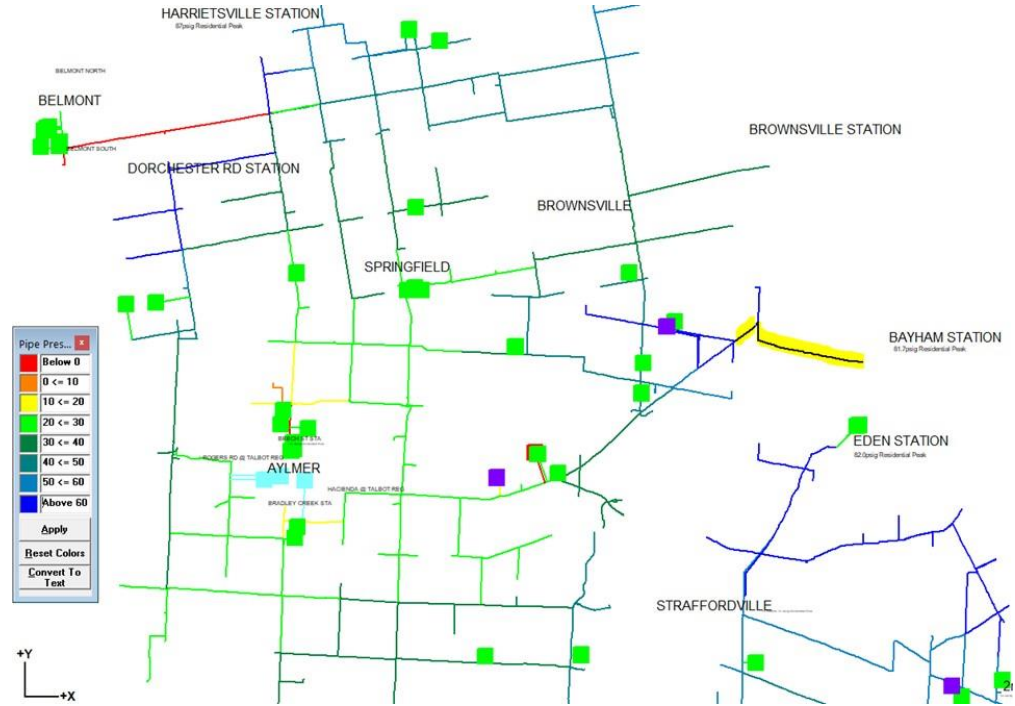 HARRIETSVILLE STATION
67psig Residential Peak
BELMONT NORTH
BELMONT
BELMONT SOUTH
DORCHESTER RD STATION
BROWNSVILLE STATION
BROWNSVILLE
SPRINGFIELD
BAYHAM STATION
61.7psig Residential Peak
Pipe Pres... x
Below 0
0 <= 10
10 <= 20
20 <= 30
30 <= 40
40 <= 50
50 <= 60
Above 60
Apply
Reset Colors
Convert To
Text
EDEN STATION
62.0psig Residential Peak
ROGERS RD @ TALBOT REG
AYLMER
HACIENDA @ TALBOT REG
BRADLEY CREEK STA
STRAFFORDVILLE
+Y
+X